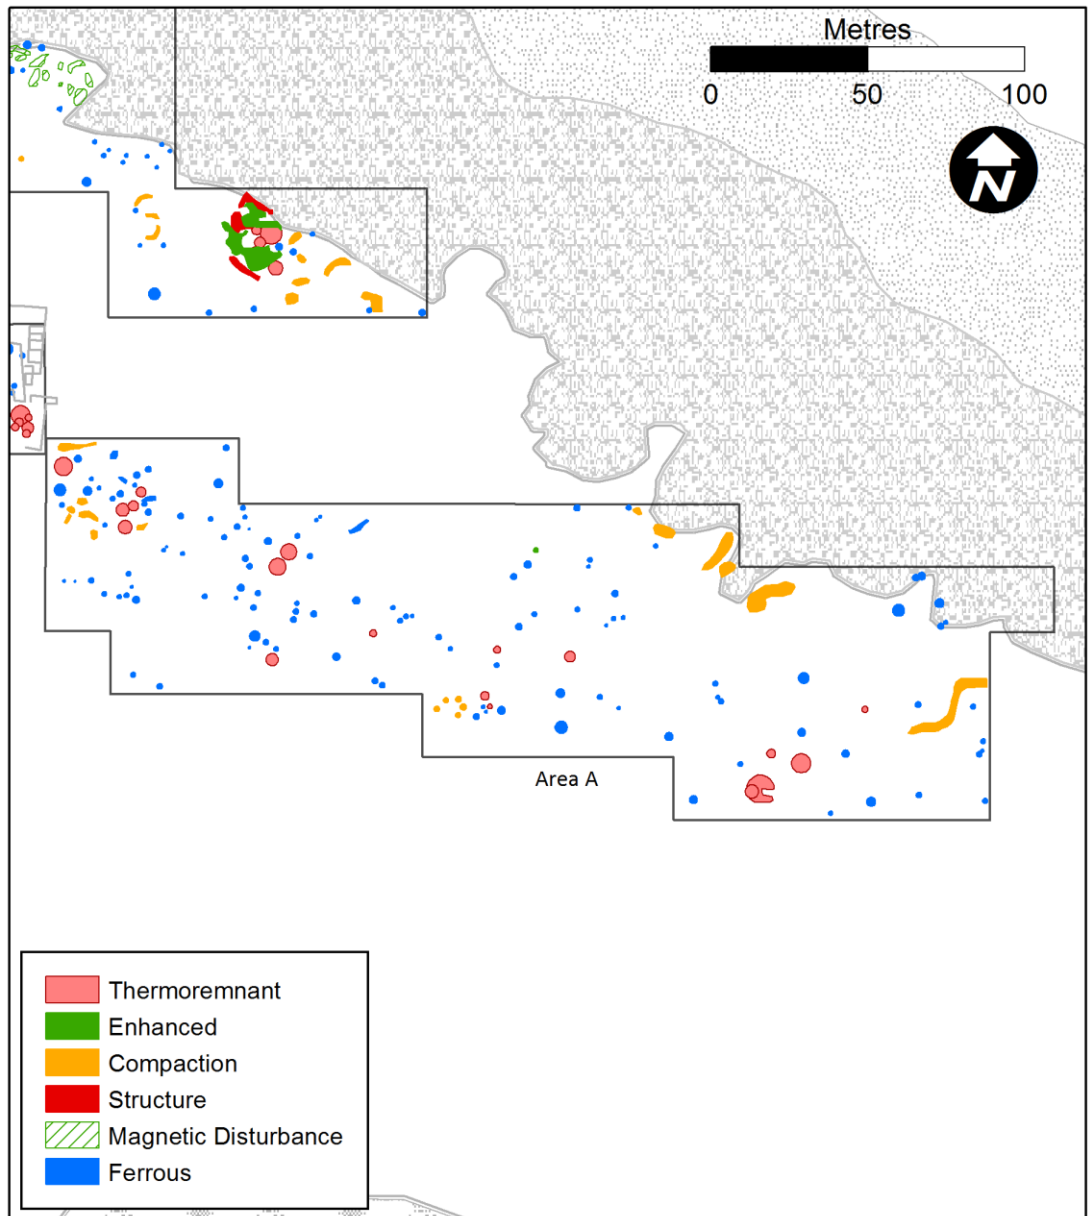 Metres
0 50 100
N
Area A
Thermoremnant
Enhanced
Compaction
Structure
Magnetic Disturbance
Ferrous